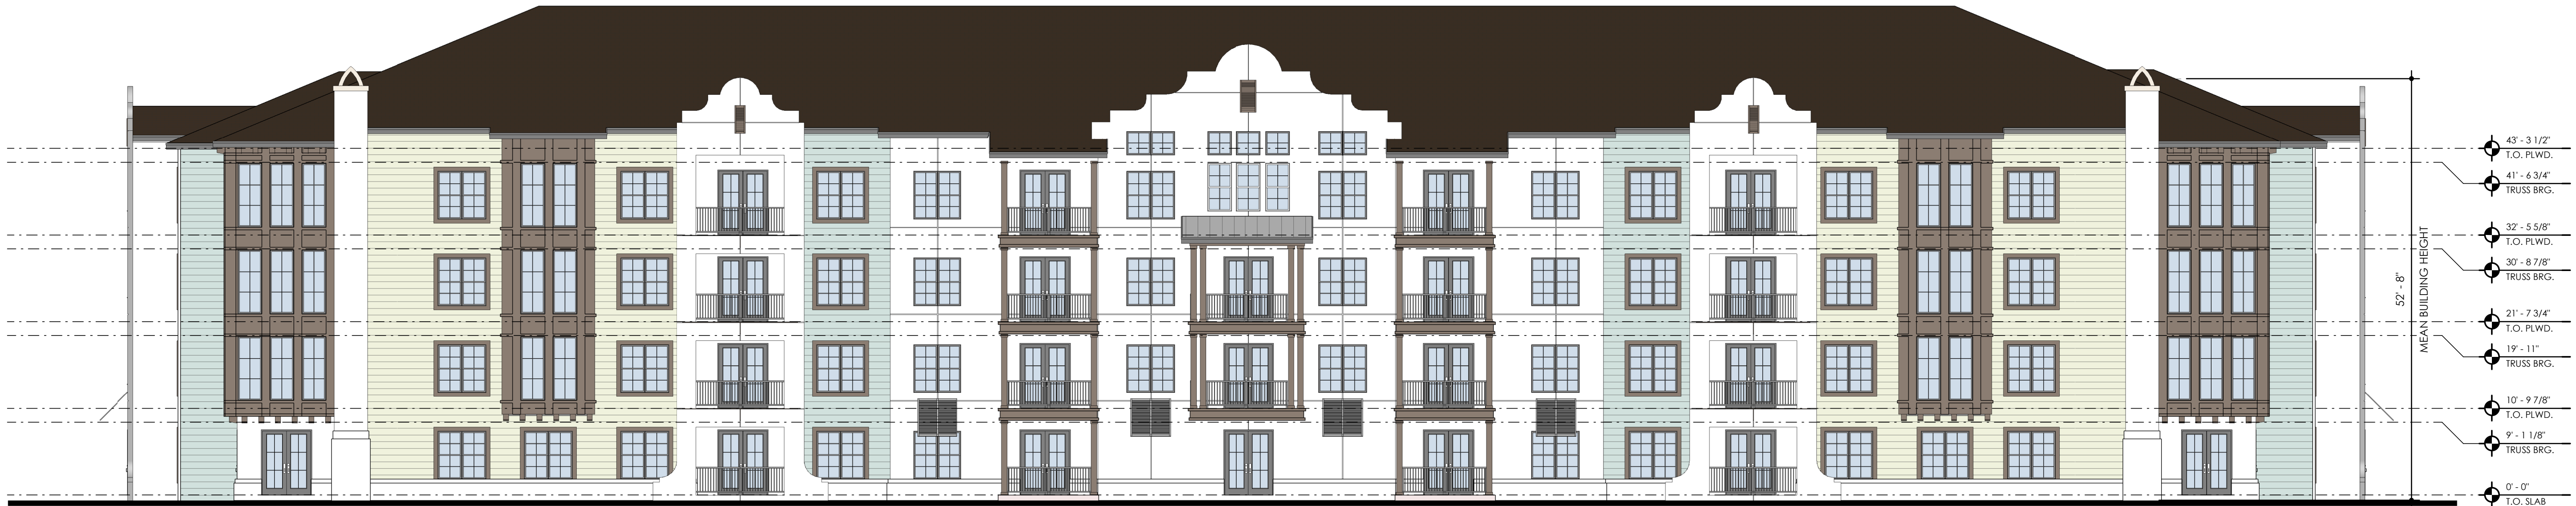 43' - 3 1/2"
T.O. PLWD.
41' - 6 3/4"
TRUSS BRG.
32' - 5 5/8"
T.O. PLWD.
30' - 8 7/8"
TRUSS BRG.
21' - 7 3/4"
T.O. PLWD.
19' - 11"
TRUSS BRG.
10' - 9 7/8"
T.O. PLWD.
9' - 1 1/8"
TRUSS BRG.
0' - 0"
T.O. SLAB
52' - 8"
MEAN BUILDING HEIGHT